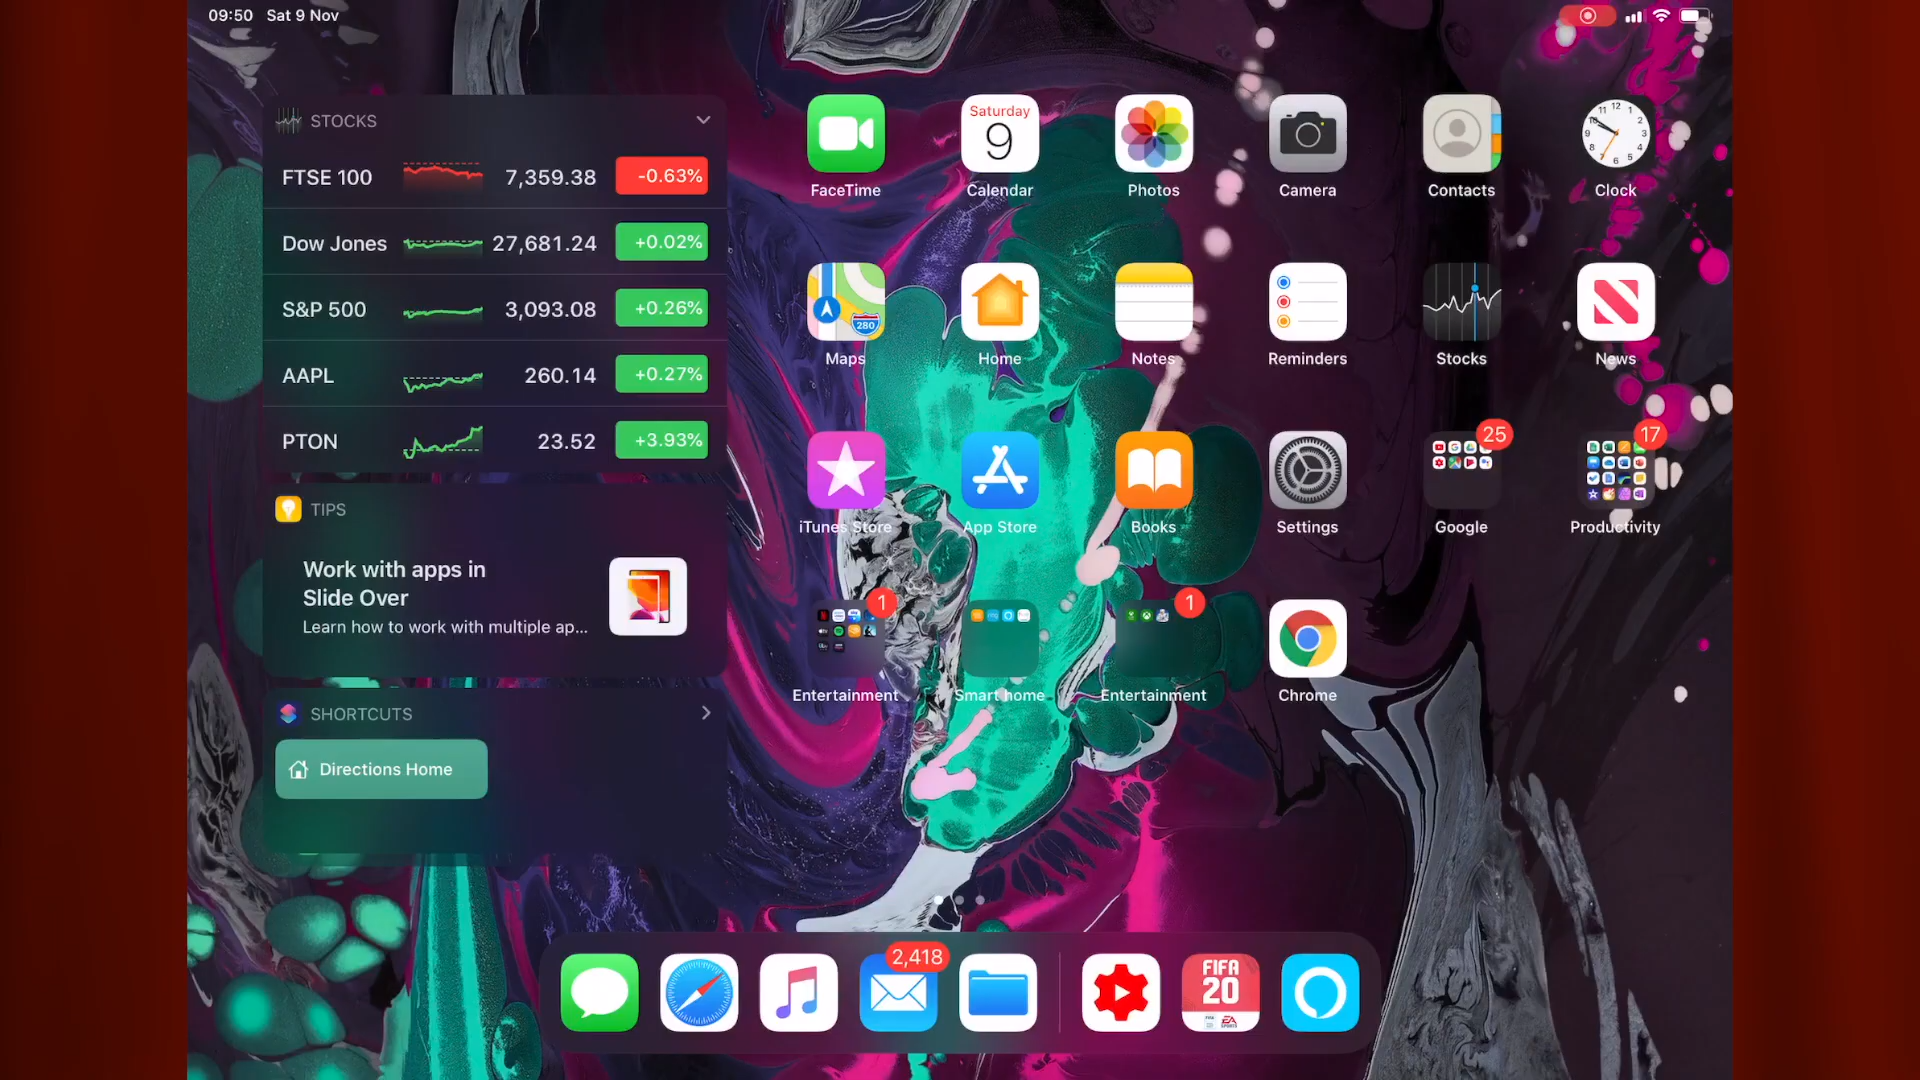 09:50 Sat 9 Nov
STOCKS
FTSE 100 7,359.38 -0.63%
Dow Jones 27,681.24 +0.02%
S&P 500 3,093.08 +0.26%
AAPL 260.14 +0.27%
PTON 23.52 +3.93%
TIPS
Work with apps in
Slide Over
Learn how to work with multiple ap...
SHORTCUTS
Directions Home
Saturday
9
12
FaceTime Calendar Photos Camera Contacts Clock
280
Maps Home Notes Reminders Stocks News
25 17
iTunes Store App Store Books Settings Google Productivity
1 1
Entertainment Smart home Entertainment Chrome
2,418
FIFA
20
EA
SPORTS